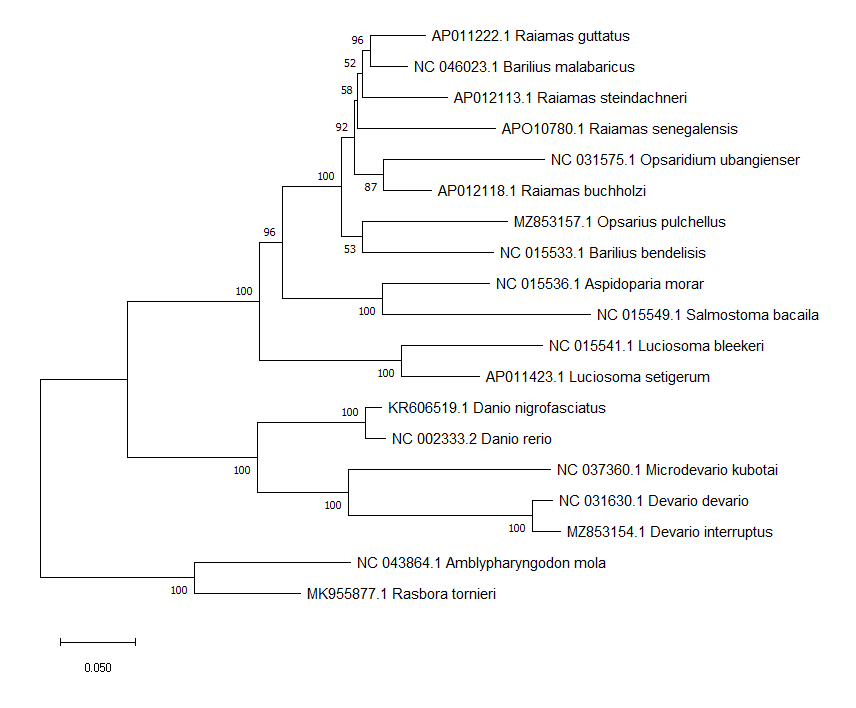 AP011222.1 Raiamas guttatus
96
NC 046023.1 Barilius malabaricus
52
AP012113.1 Raiamas steindachneri
58
APO10780.1 Raiamas senegalensis
92
NC 031575.1 Opsaridium ubangienser
100
87
AP012118.1 Raiamas buchholzi
MZ853157.1 Opsarius pulchellus
96
53
NC 015533.1 Barilius bendelisis
NC 015536.1 Aspidoparia morar
100
100
NC 015549.1 Salmostoma bacaila
NC 015541.1 Luciosoma bleekeri
100
AP011423.1 Luciosoma setigerum
KR606519.1 Danio nigrofasciatus
100
NC 002333.2 Danio rerio
100
NC 037360.1 Microdevario kubotai
NC 031630.1 Devario devario
100
100
MZ853154.1 Devario interruptus
NC 043864.1 Amblypharyngodon mola
100
MK955877.1 Rasbora tornieri
0.050